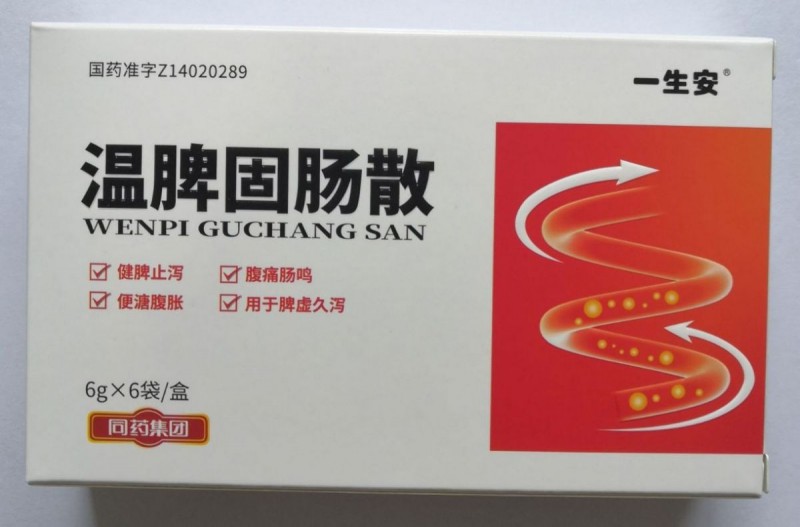 国药准字Z14020289
一生安®
温脾固肠散
WENPI GUCHANG SAN
健脾止泻
腹痛肠鸣
便溏腹胀
用于脾虚久泻
6g×6袋/盒
同药集团